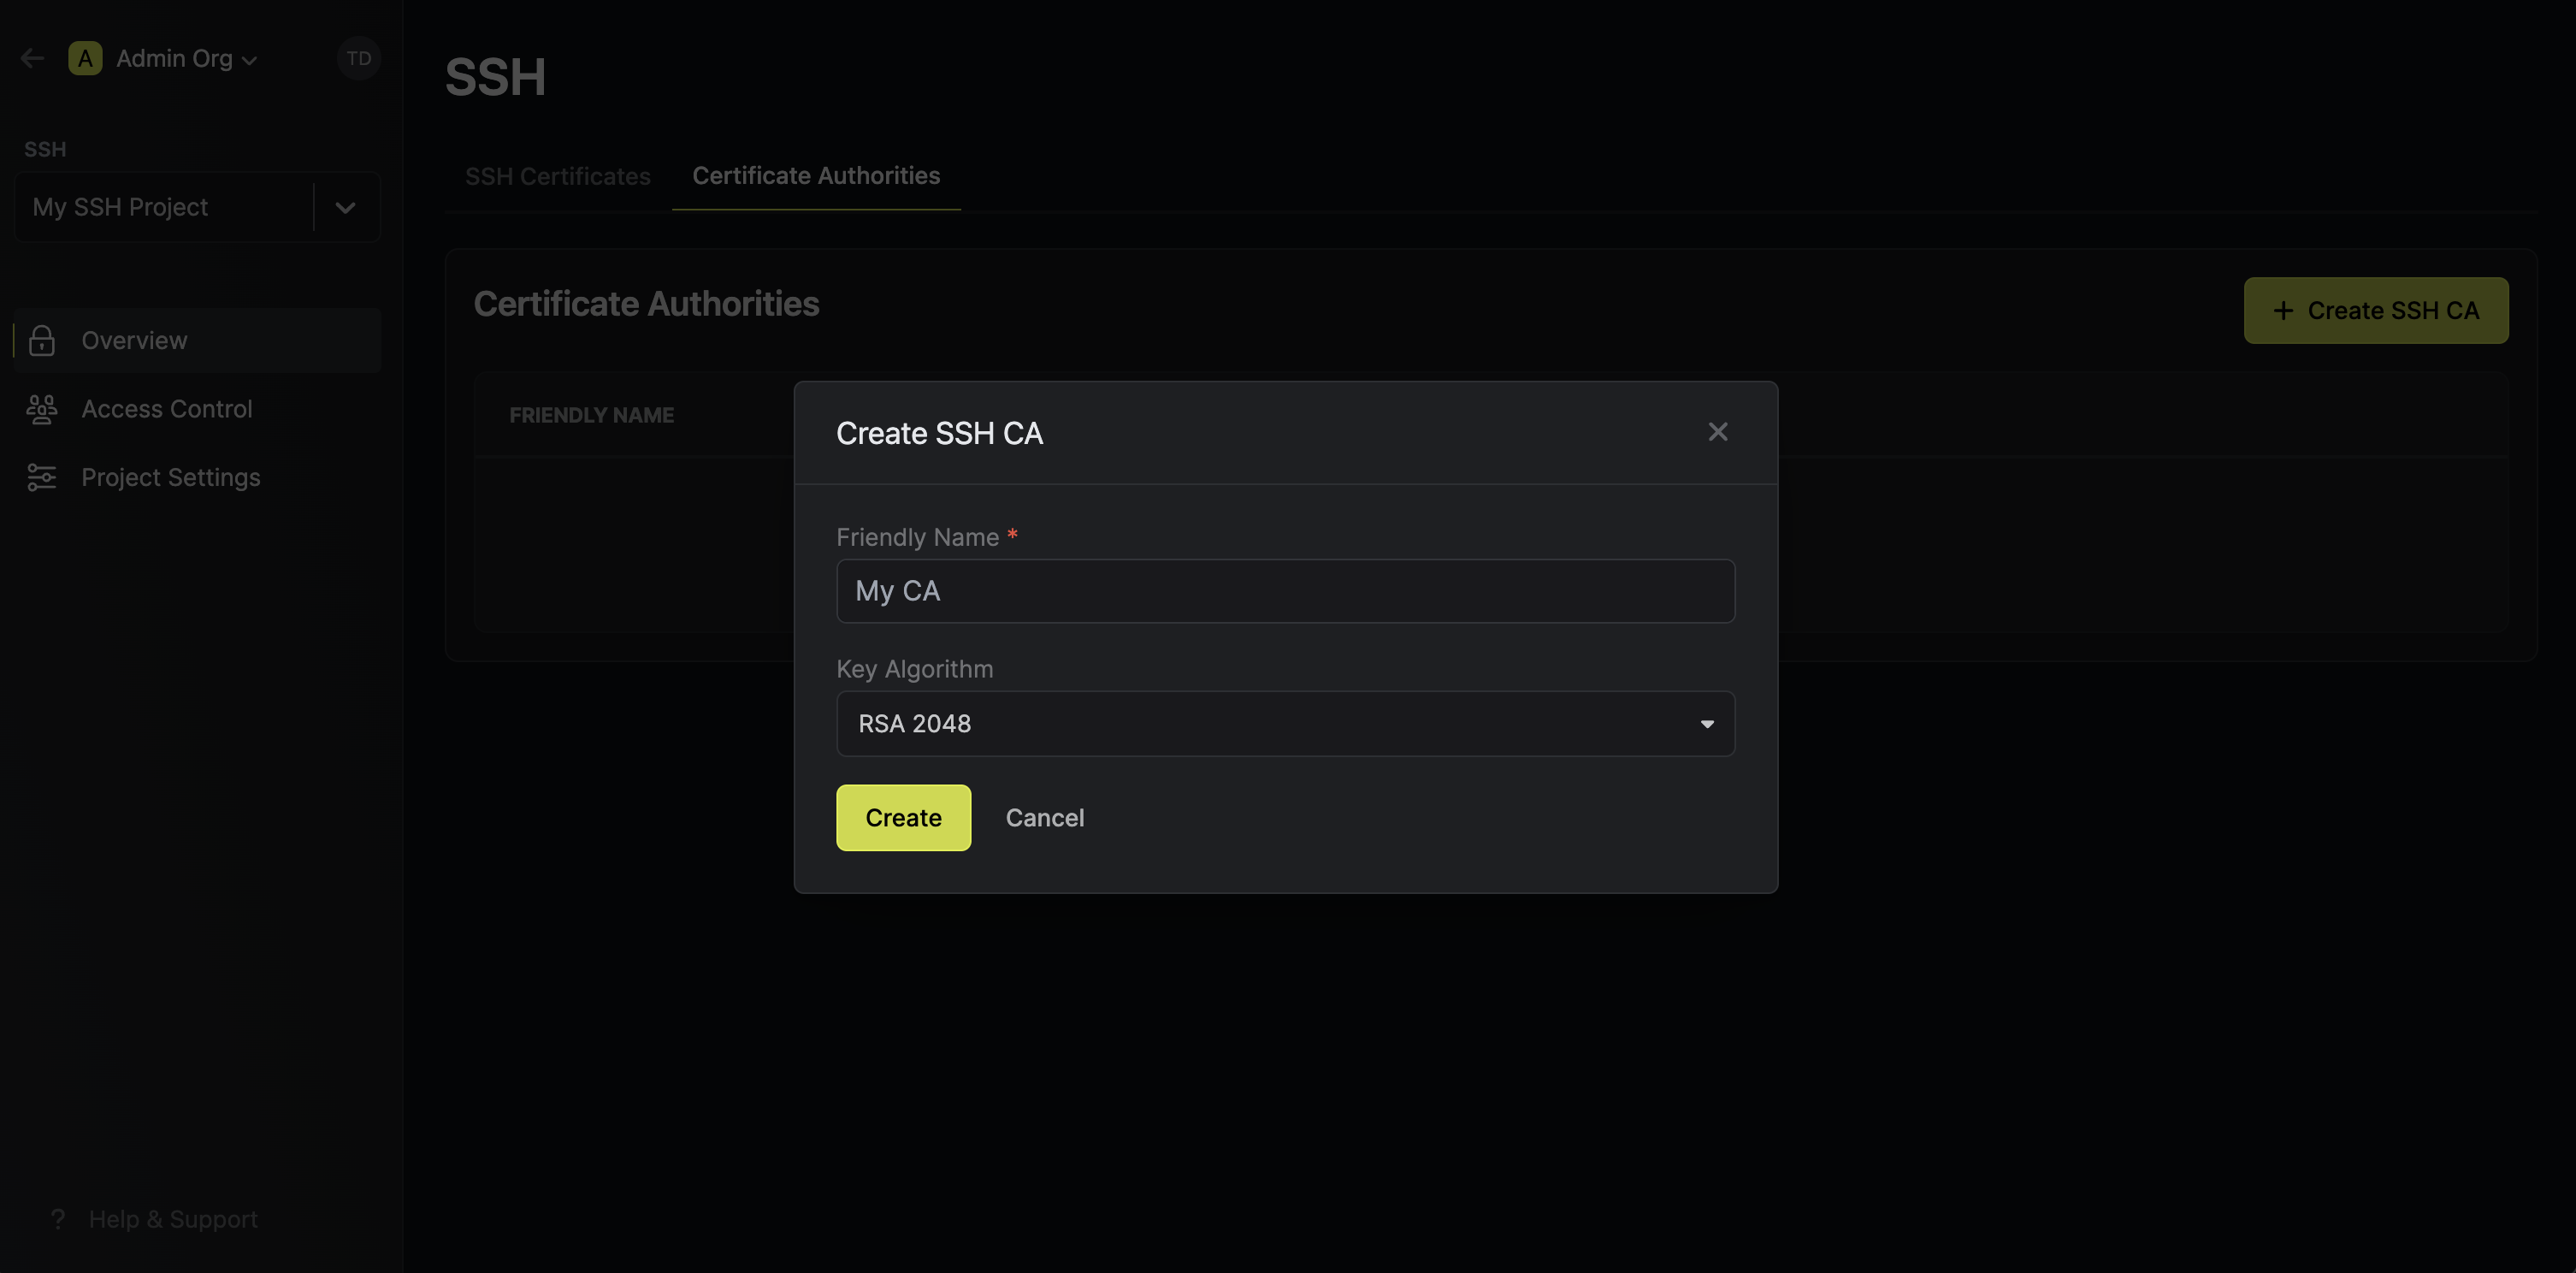 A Admin Org
TD
SSH
My SSH Project
Overview
Access Control
Project Settings
? Help & Support
SSH
SSH Certificates
Certificate Authorities
Certificate Authorities
+ Create SSH CA
FRIENDLY NAME
Create SSH CA
Friendly Name *
My CA
Key Algorithm
RSA 2048
Create
Cancel